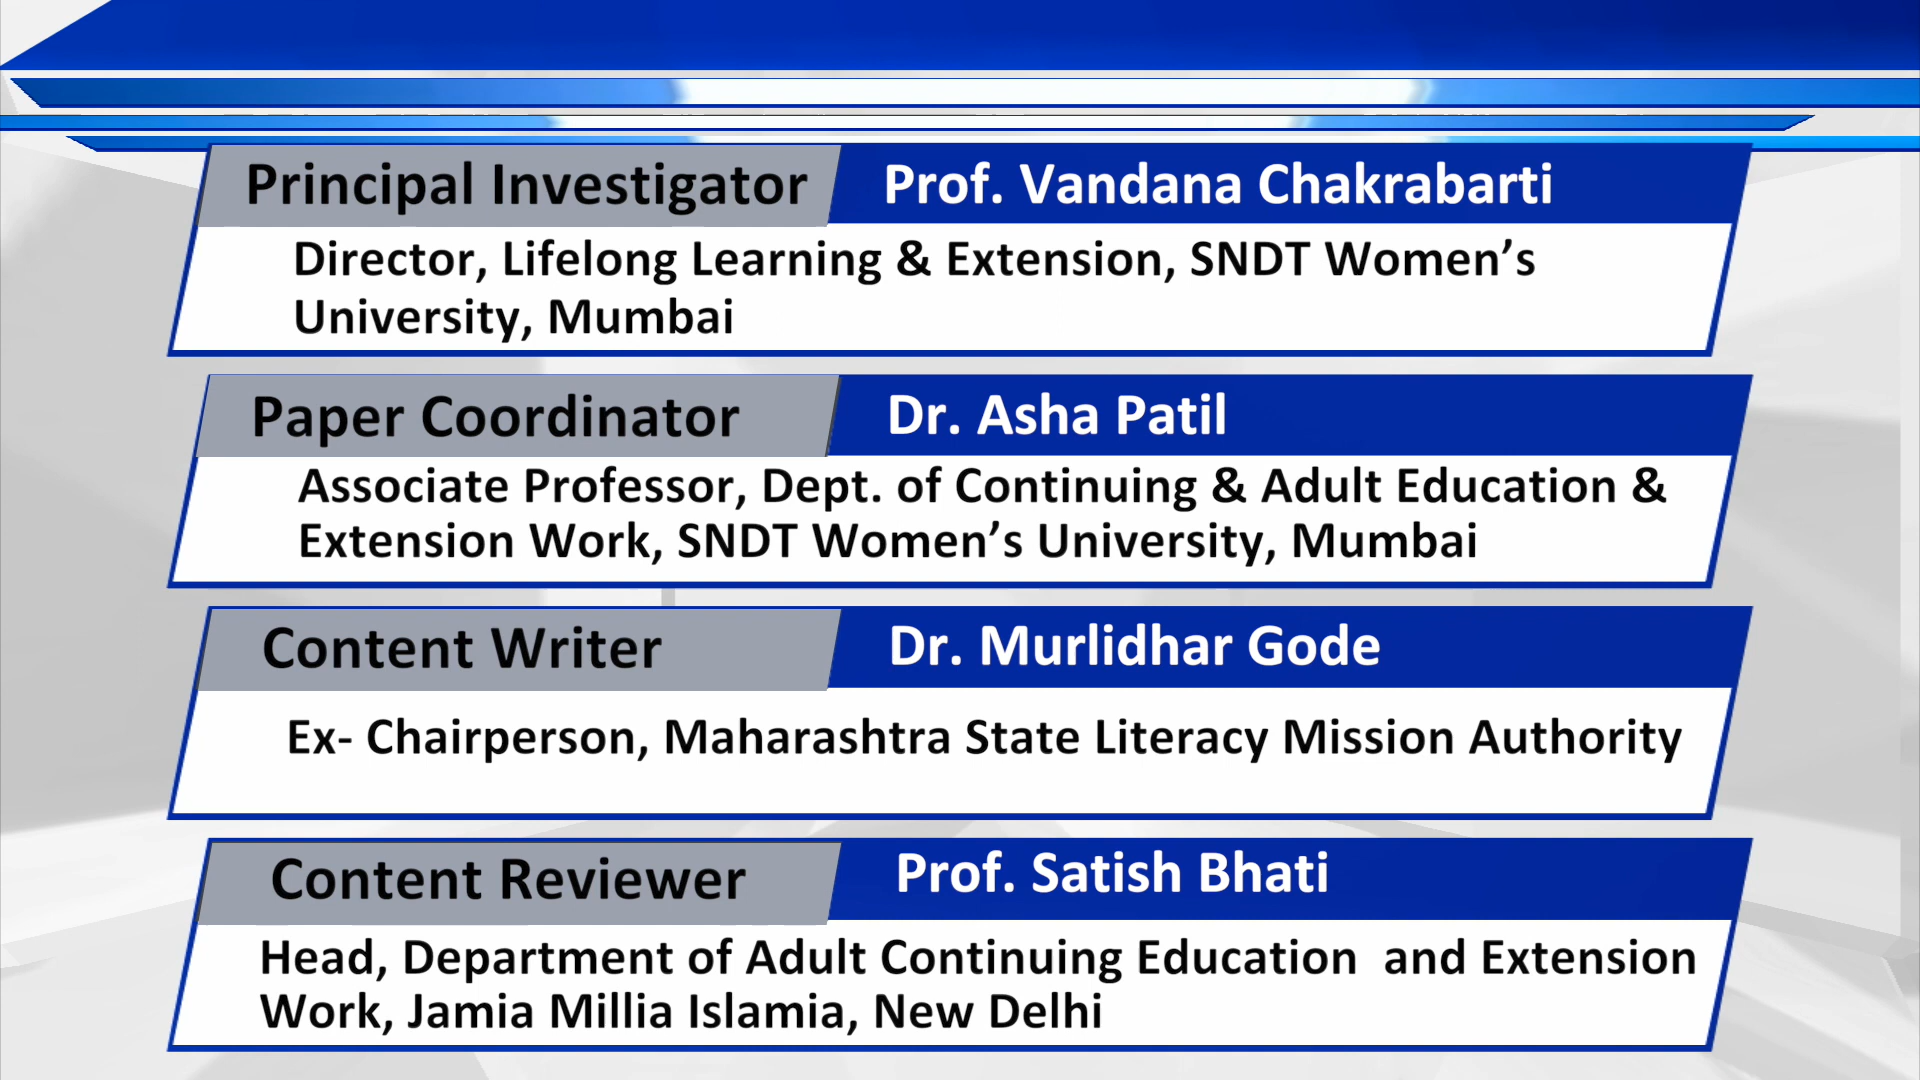 Principal Investigator
Prof. Vandana Chakrabarti
Director, Lifelong Learning & Extension, SNDT Women’s
University, Mumbai
Paper Coordinator
Dr. Asha Patil
Associate Professor, Dept. of Continuing & Adult Education &
Extension Work, SNDT Women’s University, Mumbai
Content Writer
Dr. Murlidhar Gode
Ex- Chairperson, Maharashtra State Literacy Mission Authority
Content Reviewer
Prof. Satish Bhati
Head, Department of Adult Continuing Education  and Extension
Work, Jamia Millia Islamia, New Delhi